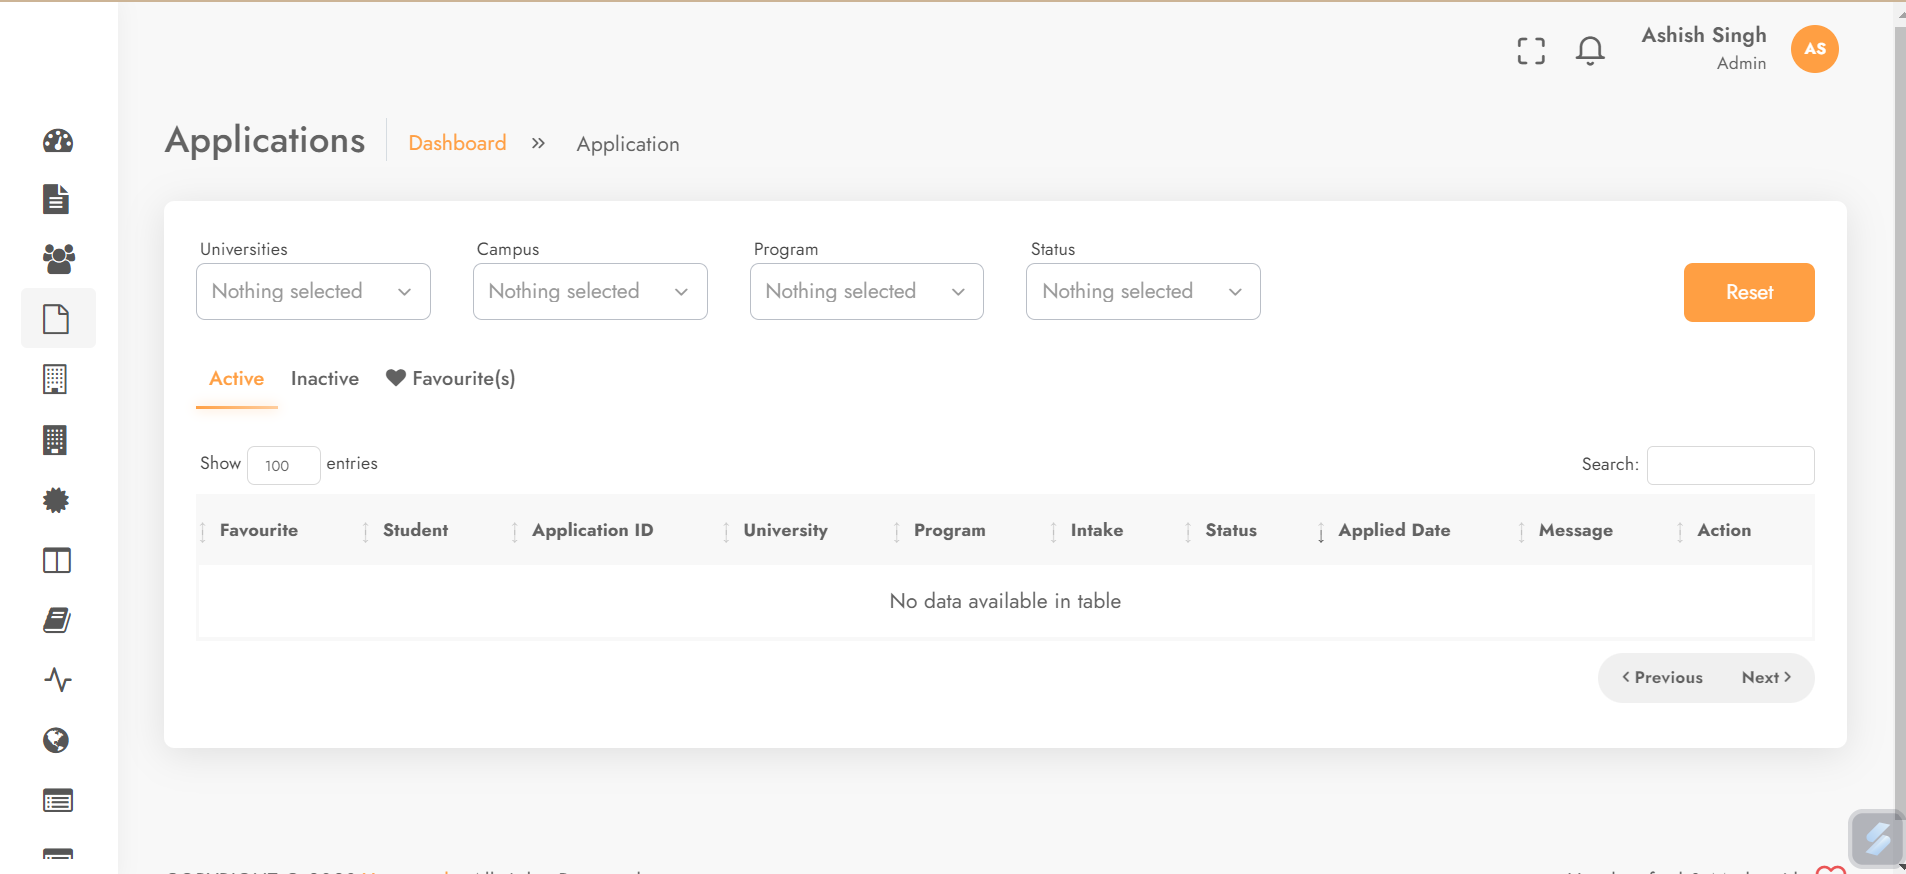 Ashish Singh
Admin
AS
Applications
Dashboard
Application
Universities
Campus
Program
Status
Nothing selected
Nothing selected
Nothing selected
Nothing selected
Reset
Active
Inactive
Favourite(s)
Show 100 entries
Search:
Favourite
Student
Application ID
University
Program
Intake
Status
Applied Date
Message
Action
No data available in table
Previous
Next